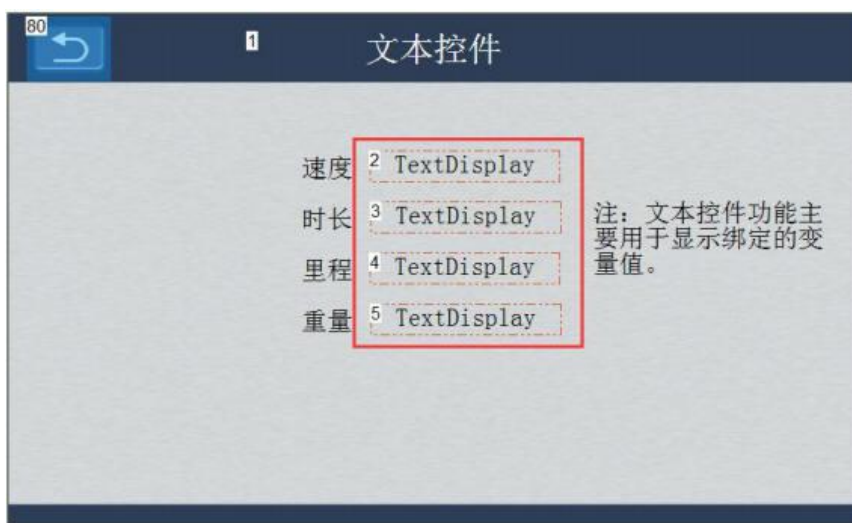 80
1
文本控件
速度 2 TextDisplay
时长 3 TextDisplay
里程 4 TextDisplay
重量 5 TextDisplay
注：文本控件功能主
要用于显示绑定的变
量值。